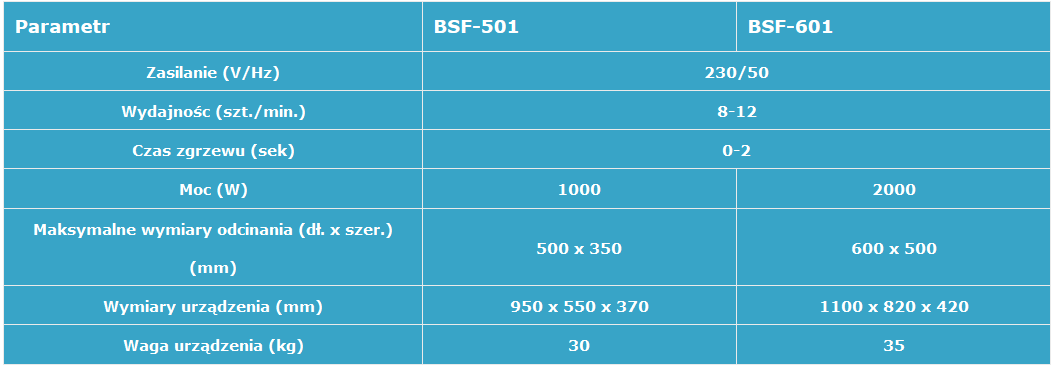 Parametr BSF-501 BSF-601
Zasilanie (V/Hz) 230/50
Wydajnośc (szt./min.) 8-12
Czas zgrzewu (sek) 0-2
Moc (W) 1000 2000
Maksymalne wymiary odcinania (dł. x szer.)
(mm) 500 x 350 600 x 500
Wymiary urządzenia (mm) 950 x 550 x 370 1100 x 820 x 420
Waga urządzenia (kg) 30 35